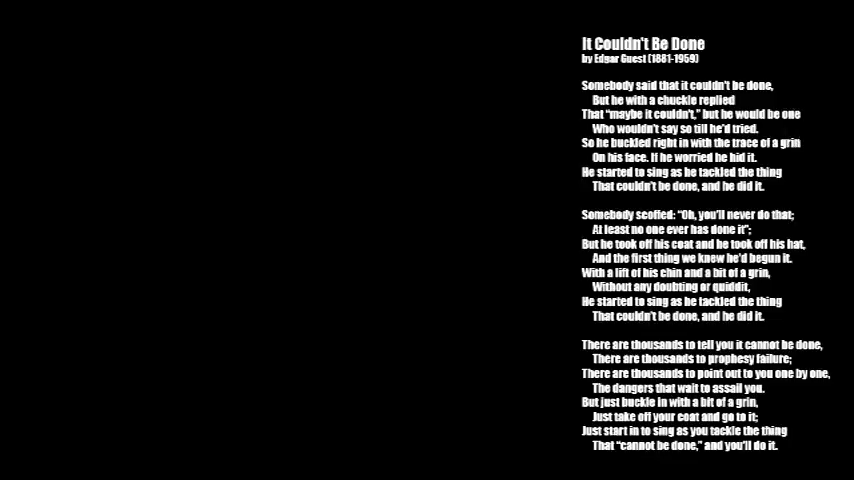 It Couldn't Be Done
by Edgar Guest (1881-1959)
Somebody said that it couldn't be done,
But he with a chuckle replied
That "maybe it couldn't," but he would be one
Who wouldn't say so till he'd tried.
So he buckled right in with the trace of a grin
On his face. If he worried he hid it.
He started to sing as he tackled the thing
That couldn't be done, and he did it.
Somebody scoffed: "Oh, you'll never do that;
At least no one ever has done it";
But he took off his coat and he took off his hat,
And the first thing we knew he'd begun it.
With a lift of his chin and a bit of a grin,
Without any doubting or quiddit,
He started to sing as he tackled the thing
That couldn't be done, and he did it.
There are thousands to tell you it cannot be done,
There are thousands to prophesy failure;
There are thousands to point out to you one by one,
The dangers that wait to assail you.
But just buckle in with a bit of a grin,
Just take off your coat and go to it;
Just start in to sing as you tackle the thing
That "cannot be done," and you'll do it.